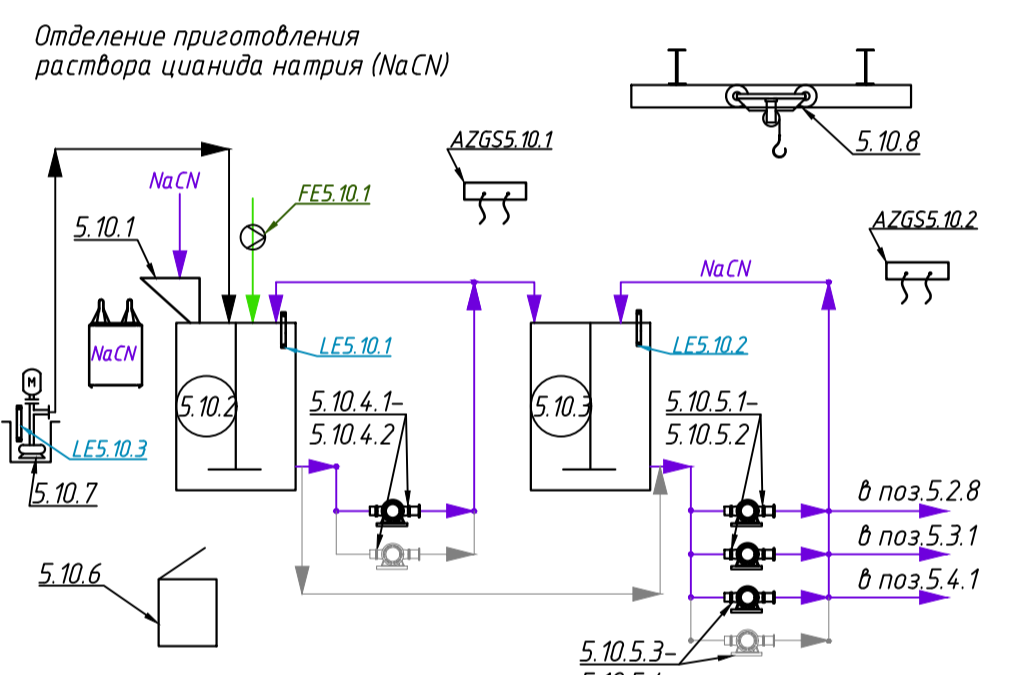 Отделение приготовления
раствора цианида натрия (NaCN)
5.10.8
AZGS5.10.1
NaCN
FE5.10.1
5.10.1
AZGS5.10.2
NaCN
NaCN
LE5.10.1
LE5.10.2
M
5.10.2
5.10.4.1–
5.10.4.2
5.10.3
5.10.5.1–
5.10.5.2
LE5.10.3
5.10.7
в поз.5.2.8
в поз.5.3.1
в поз.5.4.1
5.10.6
5.10.5.3–